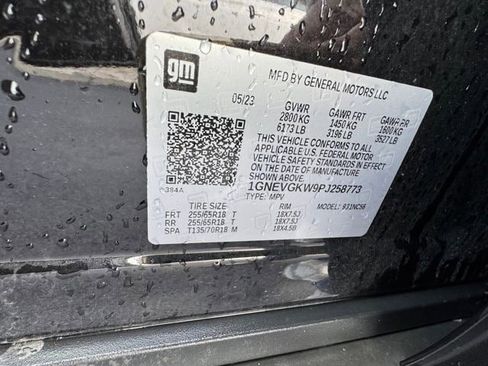 gm
MFD BY GENERAL MOTORS LLC
05/23 GVWR GAWR FRT GAWR RR
2800 KG 1450 KG 1600 KG
6173 LB 3196 LB 3527 LB
THIS VEHICLE CONFORMS TO ALL
APPLICABLE U.S. FEDERAL MOTOR
VEHICLE SAFETY STANDARDS IN EFFECT
ON THE DATE OF MANUFACTURE
SHOWN ABOVE.
384A 1GNEVGKW9PJ258773
TYPE: MPV MODEL:
TIRE SIZE RIM
FRT 255/65R18 T 18X7.5J
RR 255/65R18 T 18X7.5J
SPA T135/70R18 M 18X4.5B